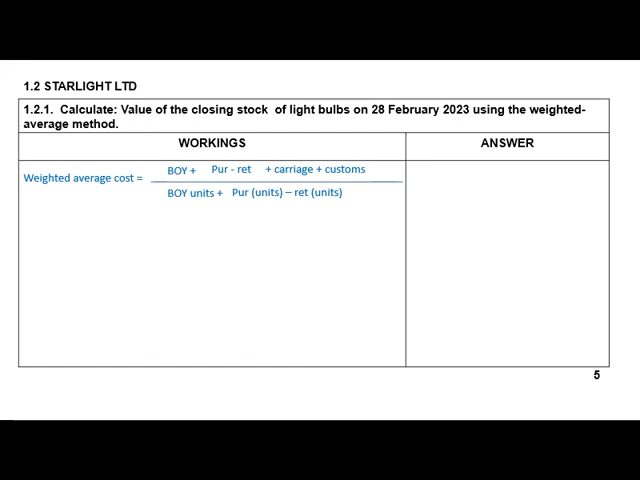 1.2 STARLIGHT LTD
1.2.1. Calculate: Value of the closing stock of light bulbs on 28 February 2023 using the weighted-
average method.
WORKINGS ANSWER
Weighted average cost = BOY + Pur - ret + carriage + customs
BOY units + Pur (units) – ret (units)
5